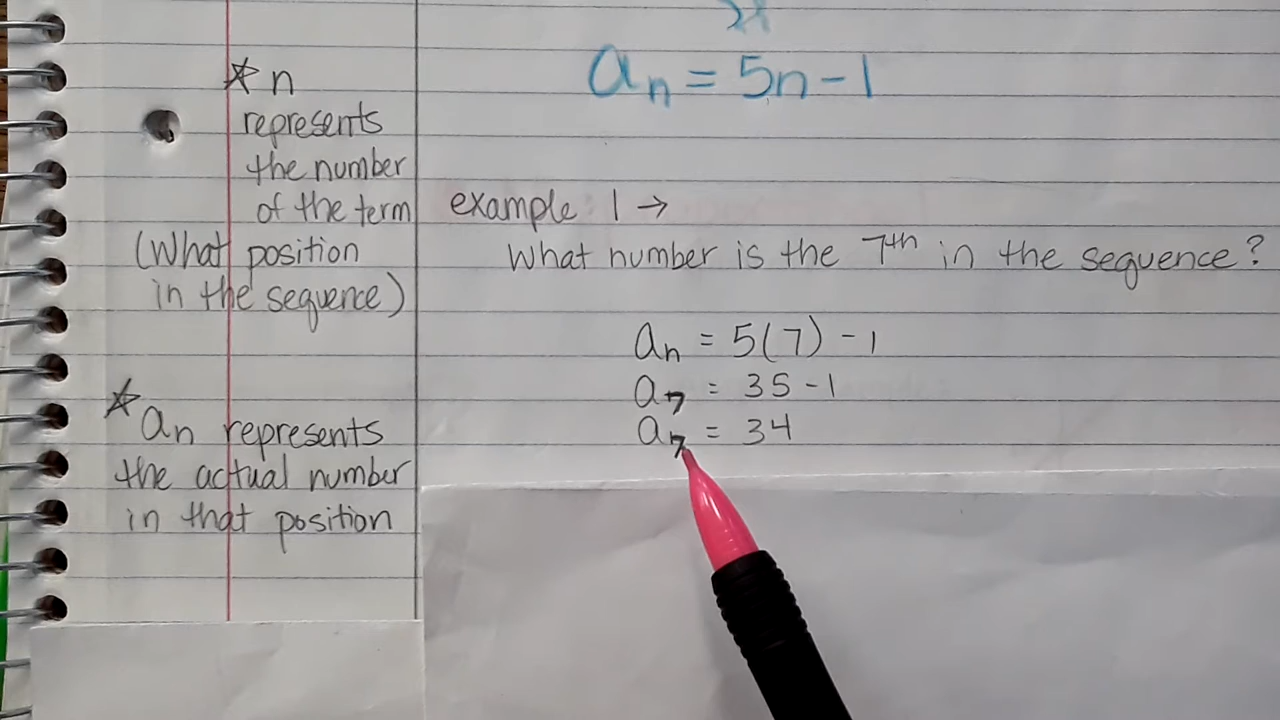 aₙ = 5n - 1
* n
represents
the number
of the term
(What position
in the sequence)
* aₙ represents
the actual number
in that position
example 1 →
What number is the 7th in the sequence?
aₙ = 5(7) - 1
a₇ = 35 - 1
a₇ = 34